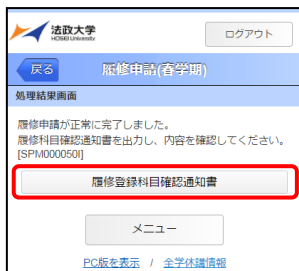 法政大学
HOSEI University
ログアウト
戻る
履修申請(春学期)
処理結果画面
履修申請が正常に完了しました。
履修科目確認通知書を出力し、内容を確認してください。
[SPM000050I]
履修登録科目確認通知書
メニュー
PC版を表示 / 全学休講情報